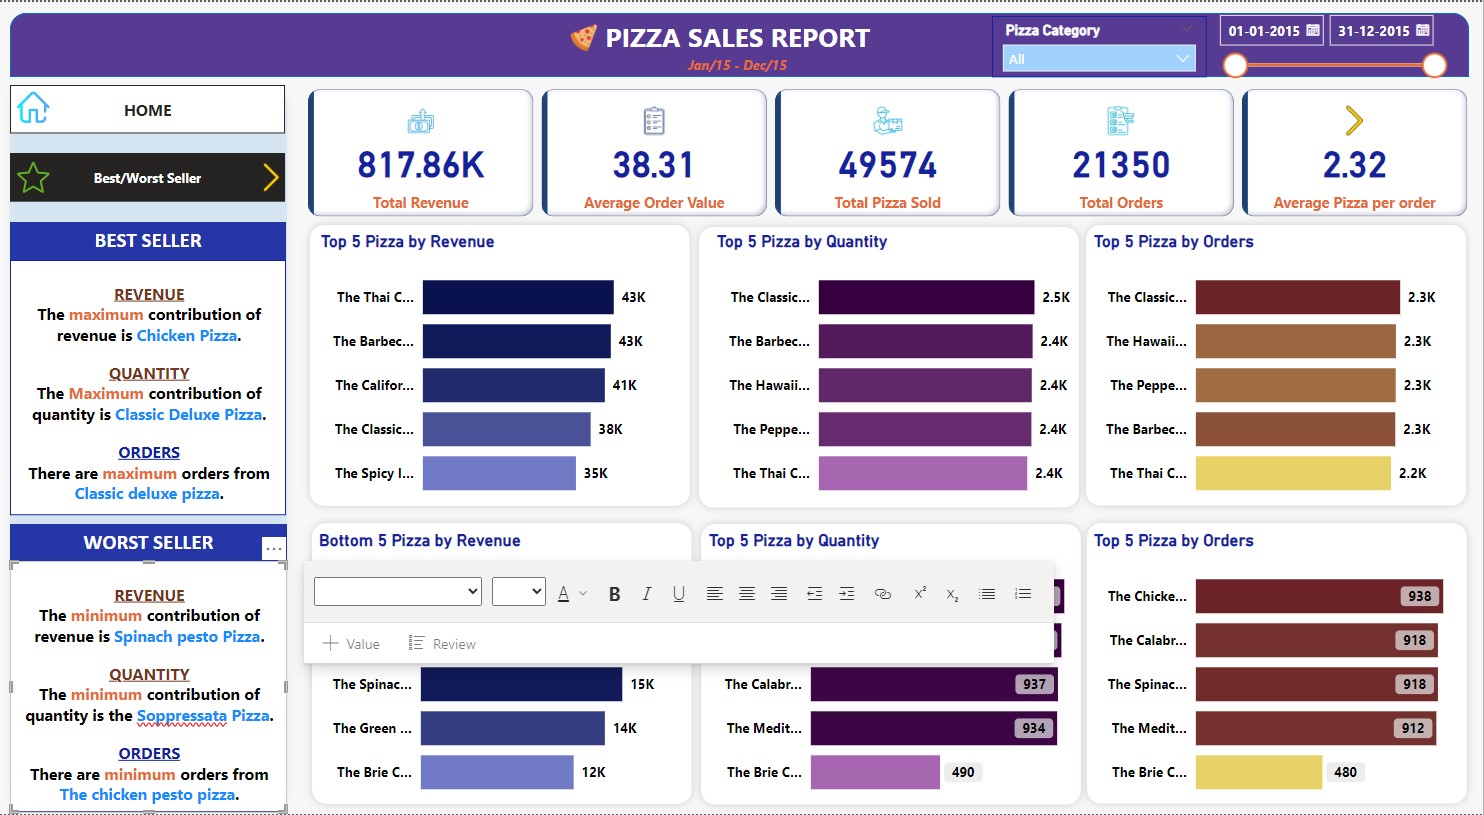 PIZZA SALES REPORT
Jan/15 - Dec/15
Pizza Category
All
01-01-2015
31-12-2015
HOME
Best/Worst Seller
817.86K
Total Revenue
38.31
Average Order Value
49574
Total Pizza Sold
21350
Total Orders
2.32
Average Pizza per order
BEST SELLER
REVENUE
The maximum contribution of
revenue is Chicken Pizza.
QUANTITY
The Maximum contribution of
quantity is Classic Deluxe Pizza.
ORDERS
There are maximum orders from
Classic deluxe pizza.
Top 5 Pizza by Revenue
The Thai C... 43K
The Barbec... 43K
The Califor... 41K
The Classic... 38K
The Spicy I... 35K
Top 5 Pizza by Quantity
The Classic... 2.5K
The Barbec... 2.4K
The Hawaii... 2.4K
The Peppe... 2.4K
The Thai C... 2.4K
Top 5 Pizza by Orders
The Classic... 2.3K
The Hawaii... 2.3K
The Peppe... 2.3K
The Barbec... 2.3K
The Thai C... 2.2K
WORST SELLER
REVENUE
The minimum contribution of
revenue is Spinach pesto Pizza.
QUANTITY
The minimum contribution of
quantity is the Soppressata Pizza.
ORDERS
There are minimum orders from
The chicken pesto pizza.
Bottom 5 Pizza by Revenue
A B I U x² x₂
Value Review
The Spinac... 15K
The Green ... 14K
The Brie C... 12K
Top 5 Pizza by Quantity
The Calabr... 937
The Medit... 934
The Brie C... 490
Top 5 Pizza by Orders
The Chicke... 938
The Calabr... 918
The Spinac... 918
The Medit... 912
The Brie C... 480